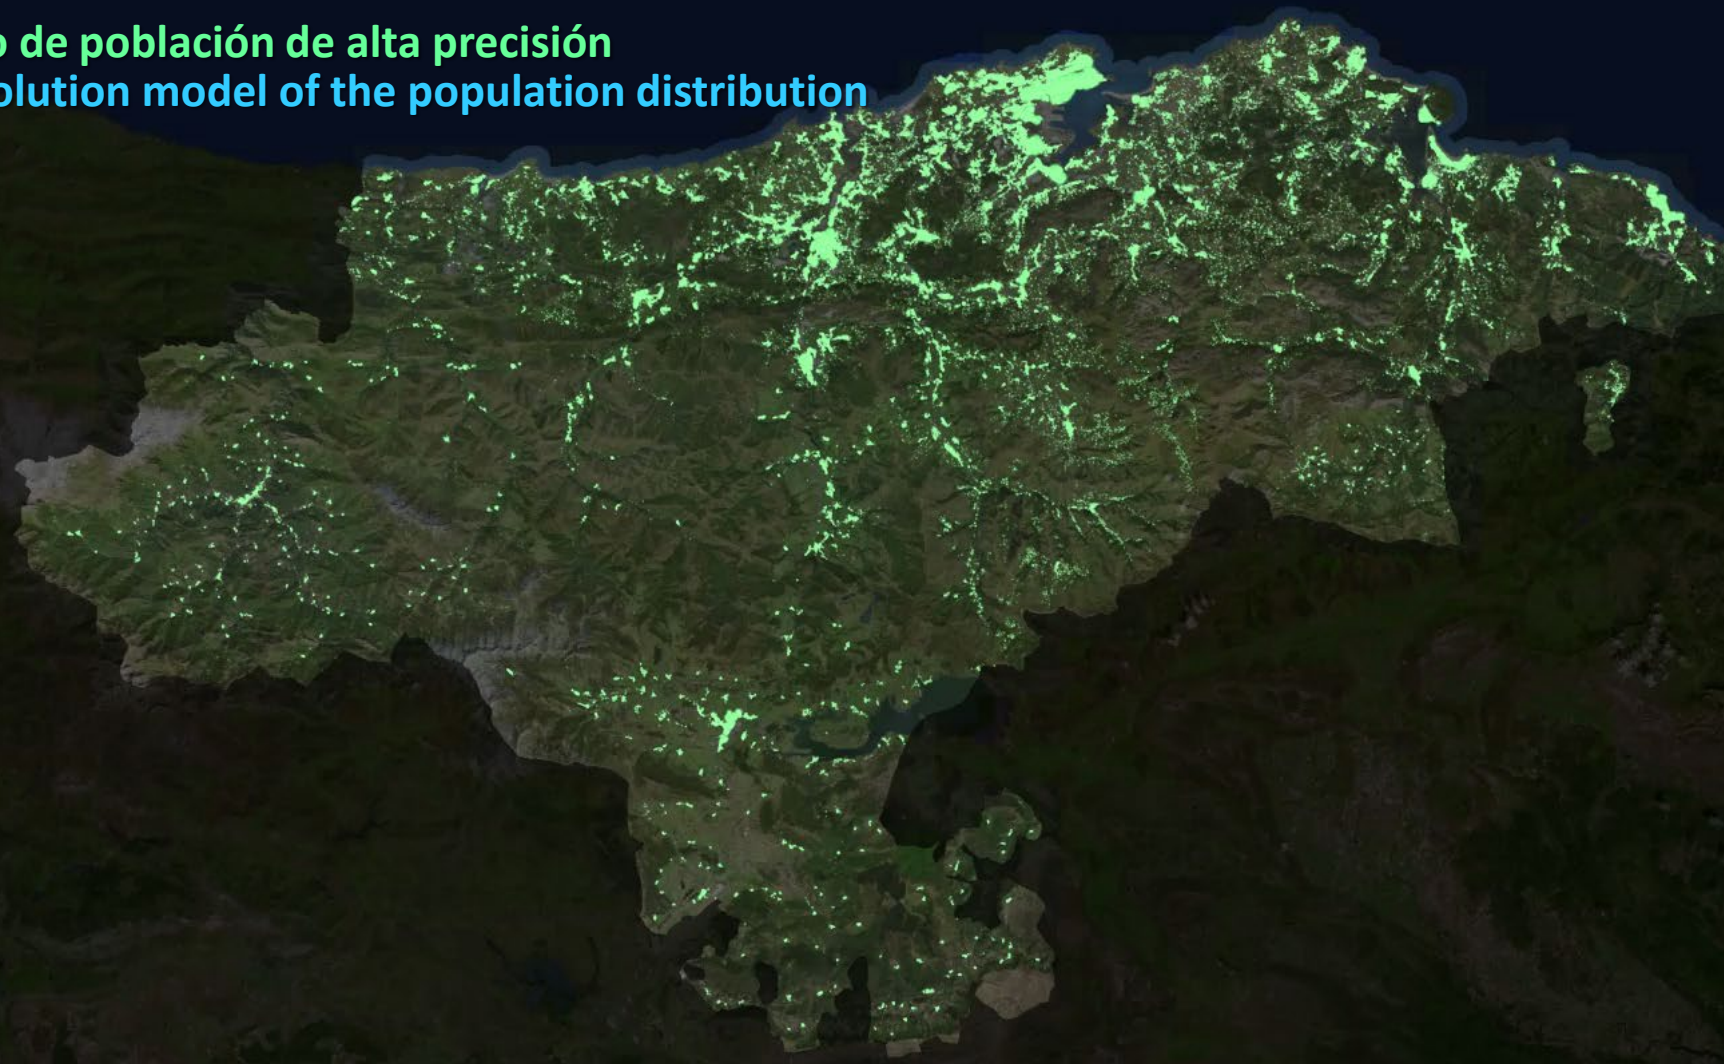 o de población de alta precisión
olution model of the population distribution